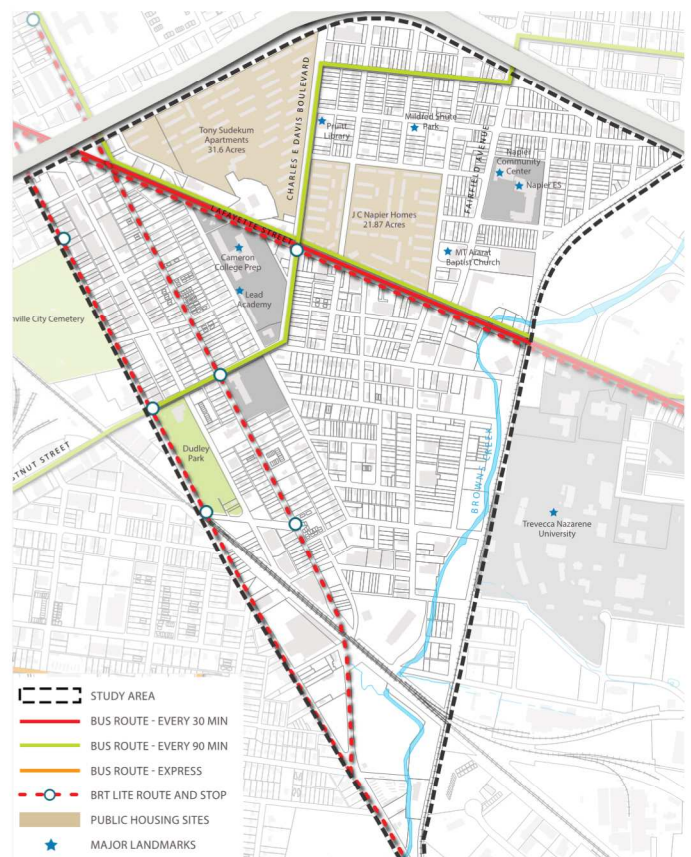 Tony Sudekum
Apartments
31.6 Acres
CHARLES E DAVIS BOULEVARD
Pruitt
Library
Mildred Shute
Park
FAIRFIELD AVENUE
Napier
Community
Center
Napier ES
J C Napier Homes
21.87 Acres
LAFAYETTE STREET
MT Ararat
Baptist Church
Cameron
College Prep
Lead
Academy
nville City Cemetery
Dudley
Park
STNUT STREET
BROWNS CREEK
Trevecca Nazarene
University
STUDY AREA
BUS ROUTE - EVERY 30 MIN
BUS ROUTE - EVERY 90 MIN
BUS ROUTE - EXPRESS
BRT LITE ROUTE AND STOP
PUBLIC HOUSING SITES
MAJOR LANDMARKS